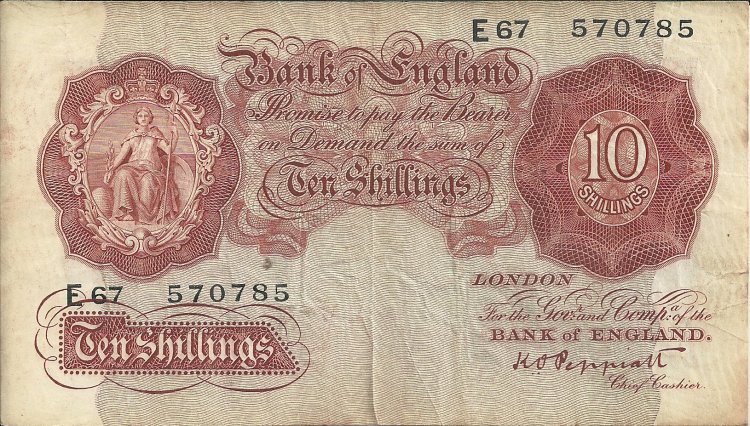 E67 570785
Bank of England
Promise to pay the Bearer
on Demand the sum of
Ten Shillings
10
SHILLINGS
E67 570785
Ten Shillings
LONDON
For the Govr. and Compa. of the
BANK OF ENGLAND.
K O Peppiatt
Chief Cashier.